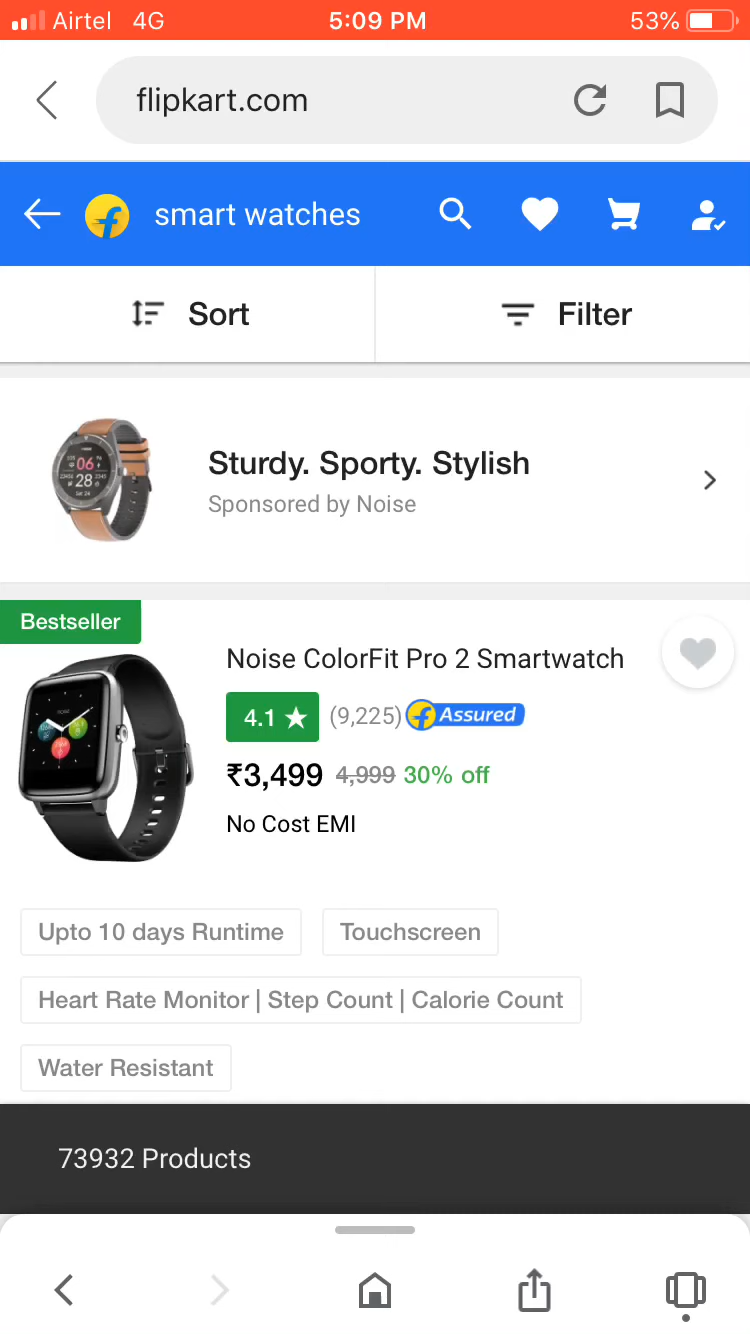 Airtel 4G 5:09 PM 53%
flipkart.com
smart watches
Sort Filter
Sturdy. Sporty. Stylish
Sponsored by Noise
Bestseller
Noise ColorFit Pro 2 Smartwatch
4.1 ★ (9,225) Assured
₹3,499 4,999 30% off
No Cost EMI
Upto 10 days Runtime Touchscreen
Heart Rate Monitor | Step Count | Calorie Count
Water Resistant
73932 Products